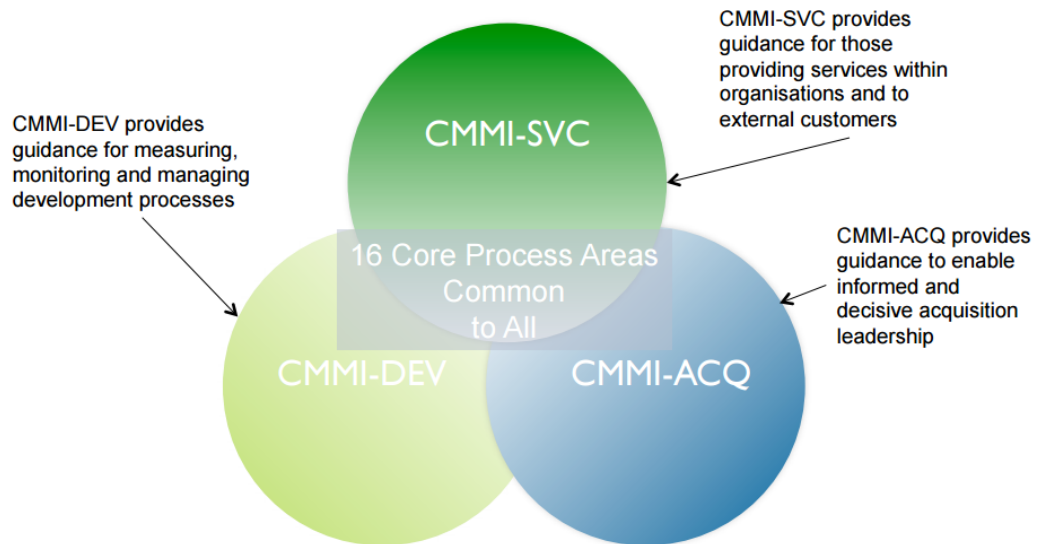 CMMI-SVC provides
guidance for those
providing services within
organisations and to
external customers
CMMI-DEV provides
guidance for measuring,
monitoring and managing
development processes
CMMI-SVC
CMMI-ACQ provides
guidance to enable
informed and
decisive acquisition
leadership
16 Core Process Areas
Common
to All
CMMI-DEV
CMMI-ACQ